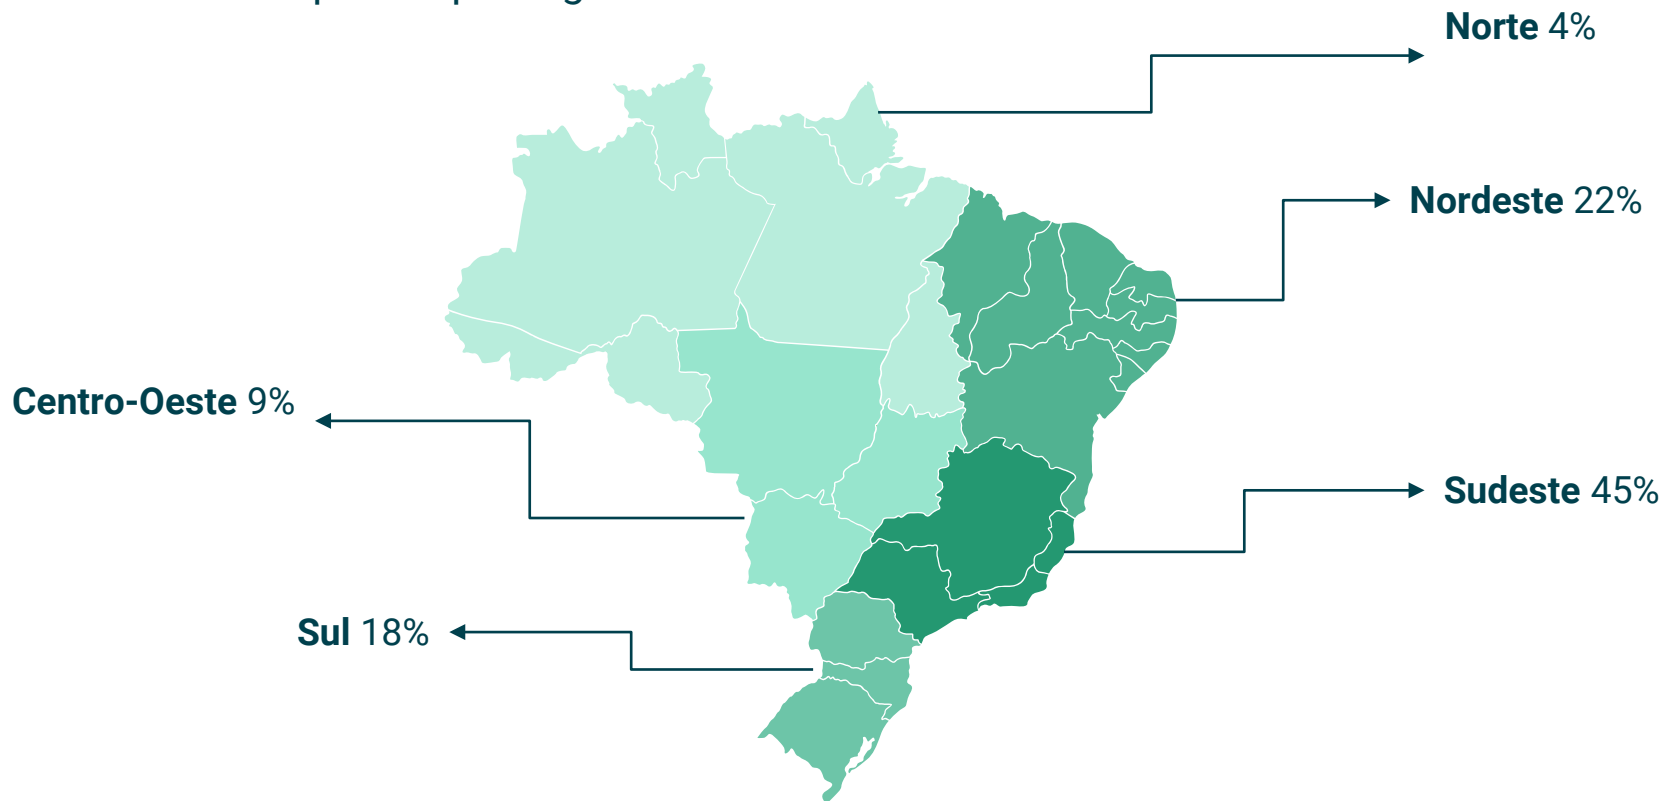 Norte 4%
Nordeste 22%
Centro-Oeste 9%
Sudeste 45%
Sul 18%